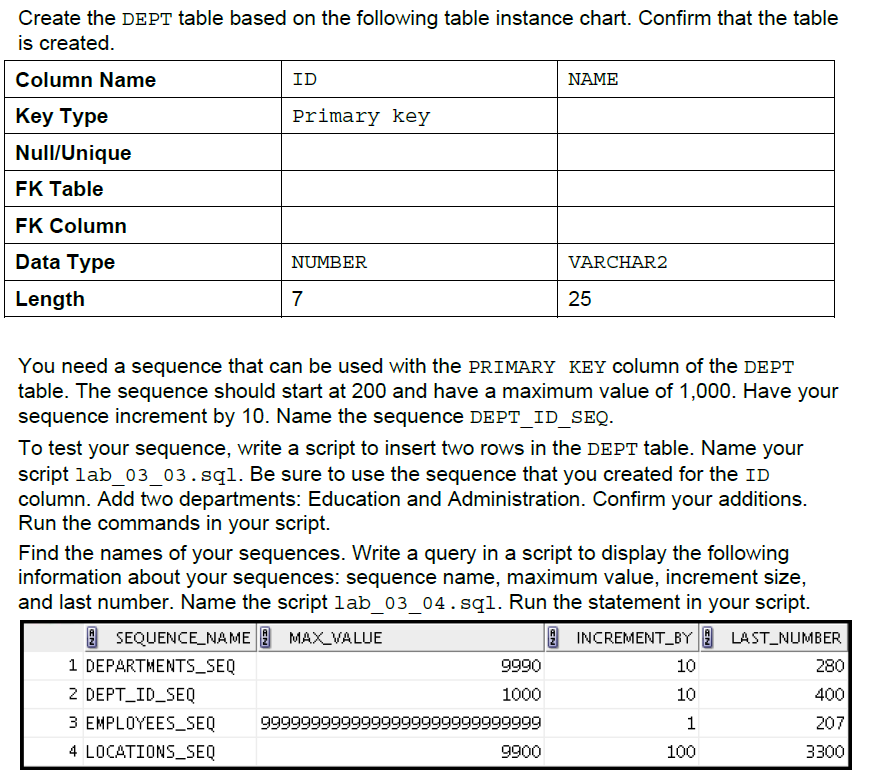 Create the DEPT table based on the following table instance chart. Confirm that the table
is created.
Column Name ID NAME
Key Type Primary key
Null/Unique
FK Table
FK Column
Data Type NUMBER VARCHAR2
Length 7 25
You need a sequence that can be used with the PRIMARY KEY column of the DEPT
table. The sequence should start at 200 and have a maximum value of 1,000. Have your
sequence increment by 10. Name the sequence DEPT_ID_SEQ.
To test your sequence, write a script to insert two rows in the DEPT table. Name your
script lab_03_03.sql. Be sure to use the sequence that you created for the ID
column. Add two departments: Education and Administration. Confirm your additions.
Run the commands in your script.
Find the names of your sequences. Write a query in a script to display the following
information about your sequences: sequence name, maximum value, increment size,
and last number. Name the script lab_03_04.sql. Run the statement in your script.
SEQUENCE_NAME MAX_VALUE INCREMENT_BY LAST_NUMBER
1 DEPARTMENTS_SEQ 9990 10 280
2 DEPT_ID_SEQ 1000 10 400
3 EMPLOYEES_SEQ 9999999999999999999999999999 1 207
4 LOCATIONS_SEQ 9900 100 3300